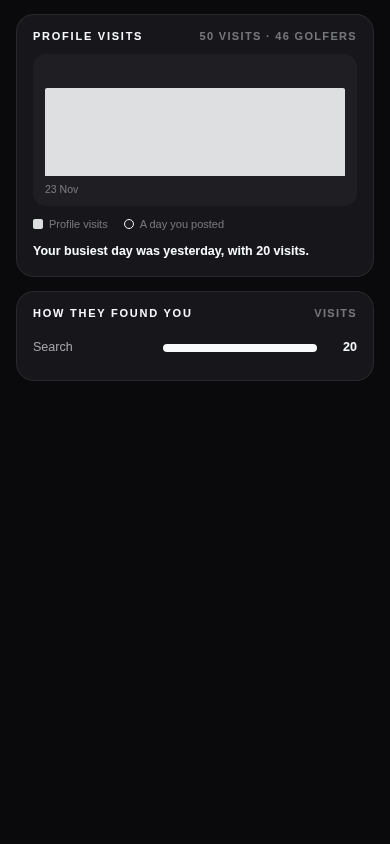 PROFILE VISITS 50 VISITS · 46 GOLFERS
23 Nov
Profile visits A day you posted
Your busiest day was yesterday, with 20 visits.
HOW THEY FOUND YOU VISITS
Search 20